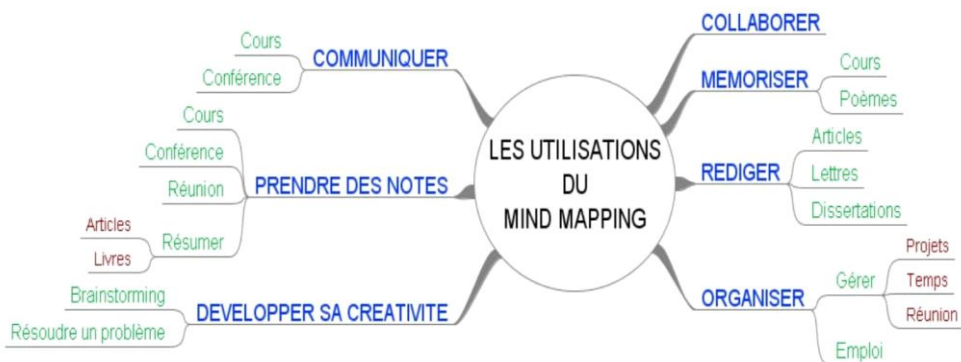 LES UTILISATIONS
DU
MIND MAPPING
COMMUNIQUER
Cours
Conférence
PRENDRE DES NOTES
Cours
Conférence
Réunion
Résumer
Articles
Livres
DEVELOPPER SA CREATIVITE
Brainstorming
Résoudre un problème
COLLABORER
MEMORISER
Cours
Poèmes
REDIGER
Articles
Lettres
Dissertations
ORGANISER
Gérer
Projets
Temps
Réunion
Emploi